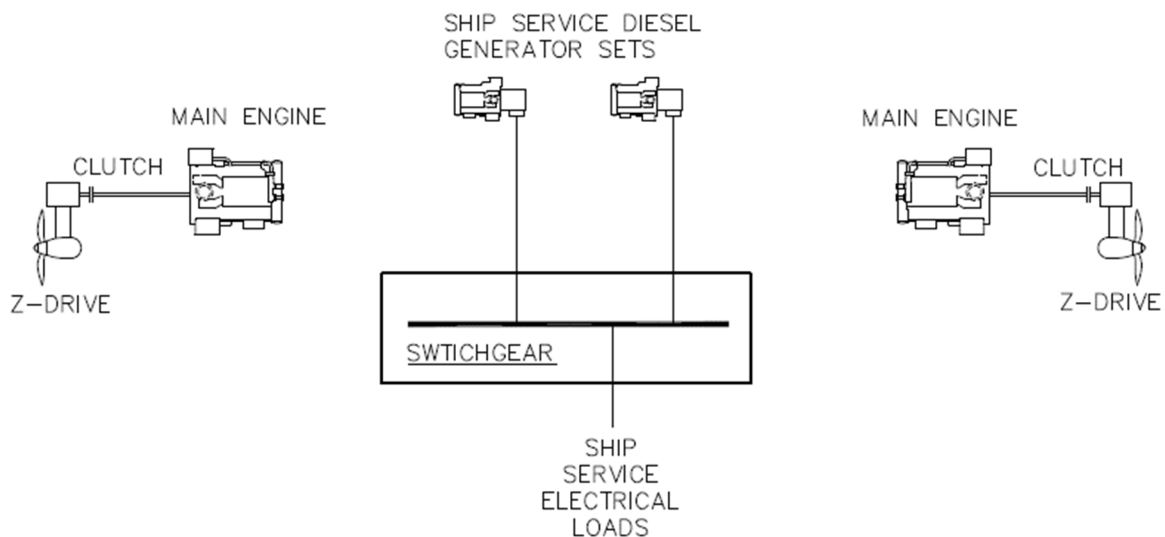 SHIP SERVICE DIESEL
GENERATOR SETS
MAIN ENGINE
MAIN ENGINE
CLUTCH
CLUTCH
Z-DRIVE
Z-DRIVE
SWTICHGEAR
SHIP
SERVICE
ELECTRICAL
LOADS